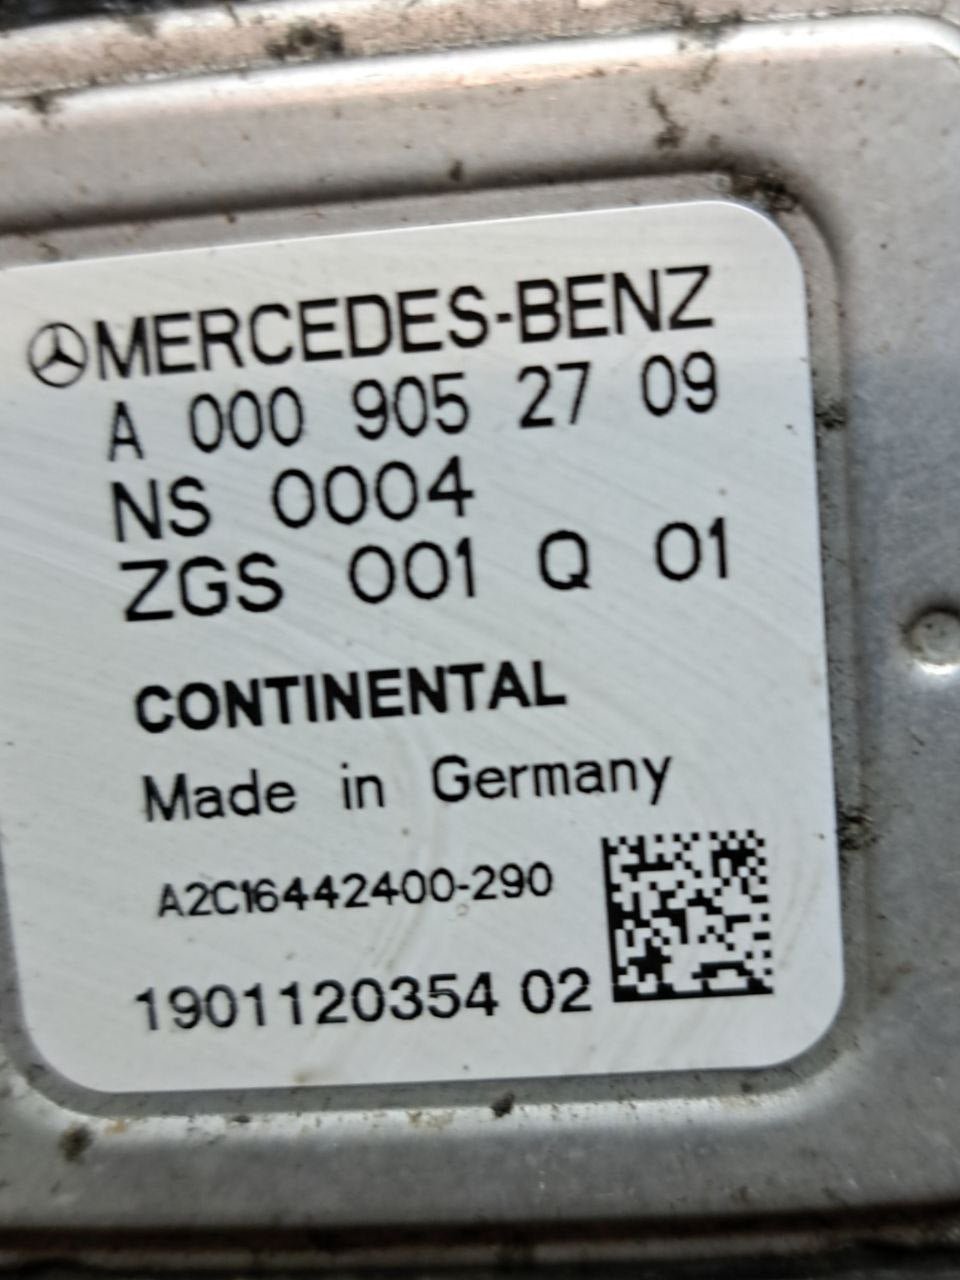 MERCEDES-BENZ
A 000 905 27 09
NS 0004
ZGS 001 Q 01
CONTINENTAL
Made in Germany
A2C16442400-290
1901120354 02